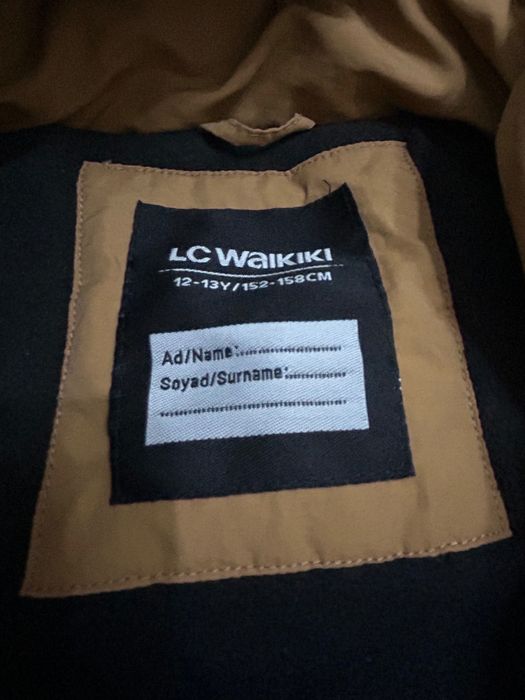 LC WAIKIKI
12-13Y/152-158CM
Ad/Name:......................
Soyad/Surname:...............
..........................................